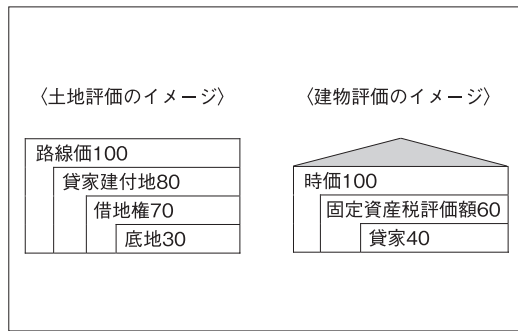 〈土地評価のイメージ〉
路線価100
貸家建付地80
借地権70
底地30
〈建物評価のイメージ〉
時価100
固定資産税評価額60
貸家40